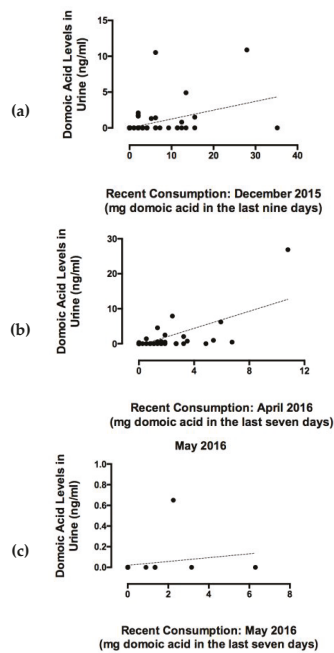 (a)
Domoic Acid Levels in
Urine (ng/ml)
15
10
5
0
0 10 20 30 40
Recent Consumption: December 2015
(mg domoic acid in the last nine days)
(b)
Domoic Acid Levels in
Urine (ng/ml)
30
20
10
0
0 4 8 12
Recent Consumption: April 2016
(mg domoic acid in the last seven days)
May 2016
(c)
Domoic Acid Levels in
Urine (ng/ml)
1.0
0.8
0.6
0.4
0.2
0.0
0 2 4 6 8
Recent Consumption: May 2016
(mg domoic acid in the last seven days)